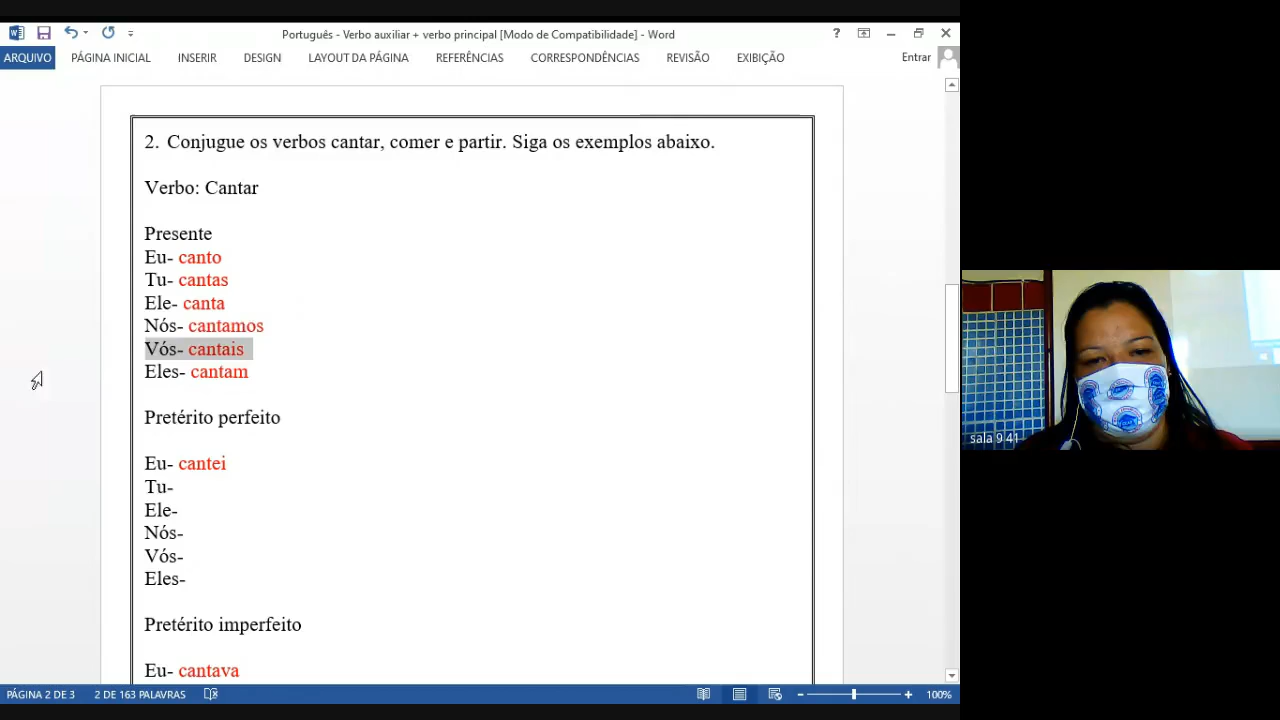 Português - Verbo auxiliar + verbo principal [Modo de Compatibilidade] - Word
ARQUIVO PÁGINA INICIAL INSERIR DESIGN LAYOUT DA PÁGINA REFERÊNCIAS CORRESPONDÊNCIAS REVISÃO EXIBIÇÃO Entrar
2. Conjugue os verbos cantar, comer e partir. Siga os exemplos abaixo.
Verbo: Cantar
Presente
Eu- canto
Tu- cantas
Ele- canta
Nós- cantamos
Vós- cantais
Eles- cantam
Pretérito perfeito
Eu- cantei
Tu-
Ele-
Nós-
Vós-
Eles-
Pretérito imperfeito
Eu- cantava
PÁGINA 2 DE 3 2 DE 163 PALAVRAS 100%
sala 9 41